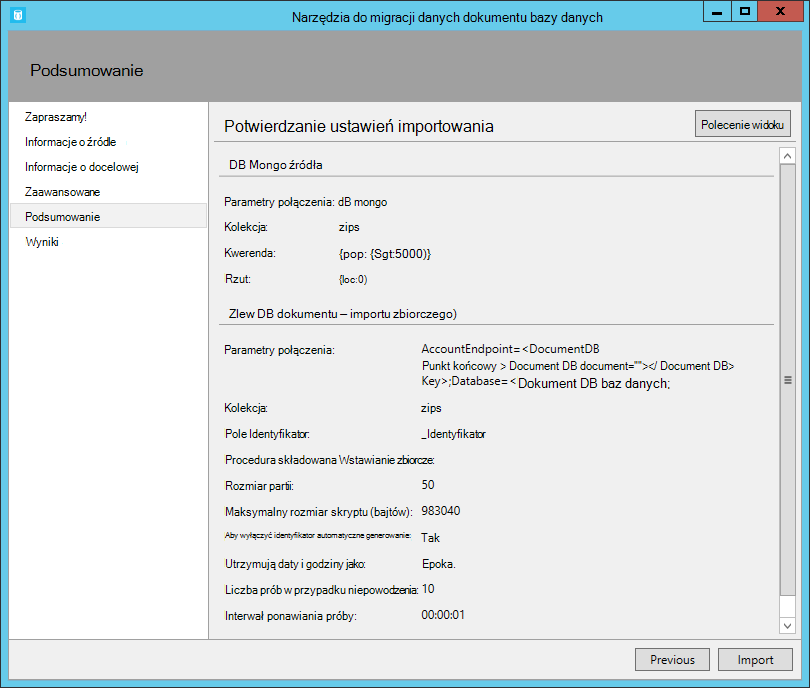 Narzędzia do migracji danych dokumentu bazy danych
Podsumowanie
Zapraszamy!
Informacje o źródle
Informacje o docelowej
Zaawansowane
Podsumowanie
Wyniki
Potwierdzanie ustawień importowania
Polecenie widoku
DB Mongo źródła
Parametry połączenia: dB mongo
Kolekcja: zips
Kwerenda: {pop: {Sgt:5000)}
Rzut: {loc:0)
Zlew DB dokumentu – importu zbiorczego)
Parametry połączenia: AccountEndpoint= <DocumentDB
Punkt końcowy > Document DB document=""></ Document DB>
Key>;Database= < Dokument DB baz danych;
Kolekcja: zips
Pole Identyfikator: _Identyfikator
Procedura składowana Wstawianie zbiorcze:
Rozmiar partii: 50
Maksymalny rozmiar skryptu (bajtów): 983040
Aby wyłączyć identyfikator automatyczne generowanie: Tak
Utrzymują daty i godziny jako: Epoka.
Liczba prób w przypadku niepowodzenia: 10
Interwał ponawiania próby: 00:00:01
Previous
Import